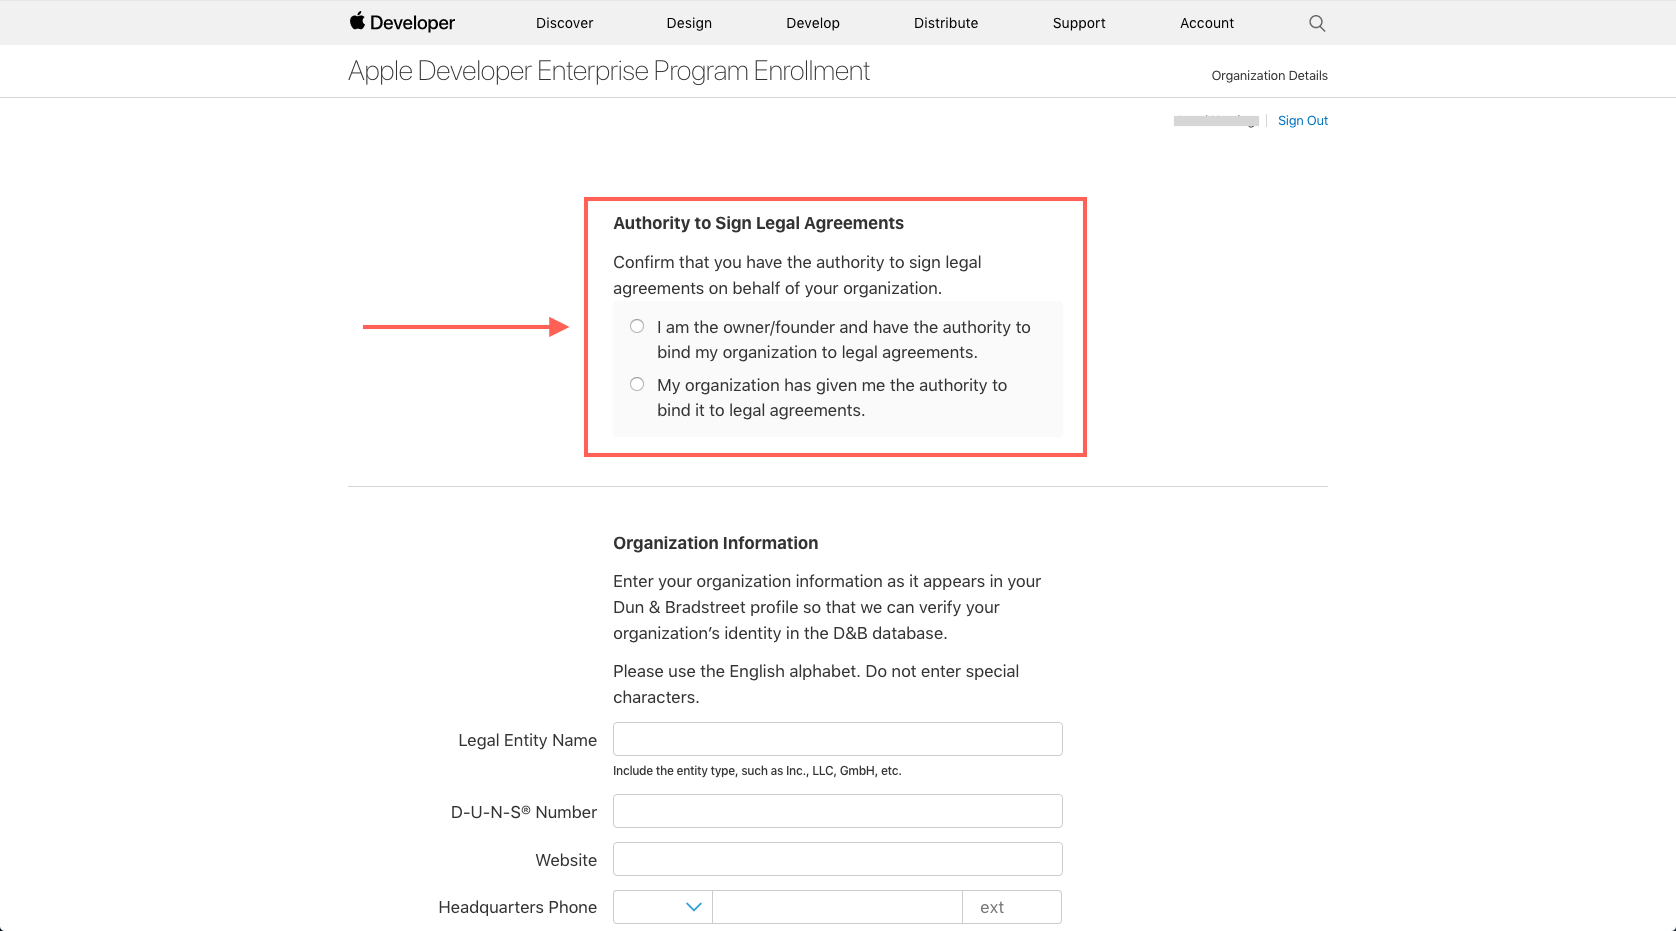 Developer
Discover
Design
Develop
Distribute
Support
Account
Apple Developer Enterprise Program Enrollment
Organization Details
Sign Out
Authority to Sign Legal Agreements
Confirm that you have the authority to sign legal
agreements on behalf of your organization.
I am the owner/founder and have the authority to
bind my organization to legal agreements.
My organization has given me the authority to
bind it to legal agreements.
Organization Information
Enter your organization information as it appears in your
Dun & Bradstreet profile so that we can verify your
organization’s identity in the D&B database.
Please use the English alphabet. Do not enter special
characters.
Legal Entity Name
Include the entity type, such as Inc., LLC, GmbH, etc.
D-U-N-S® Number
Website
Headquarters Phone
ext